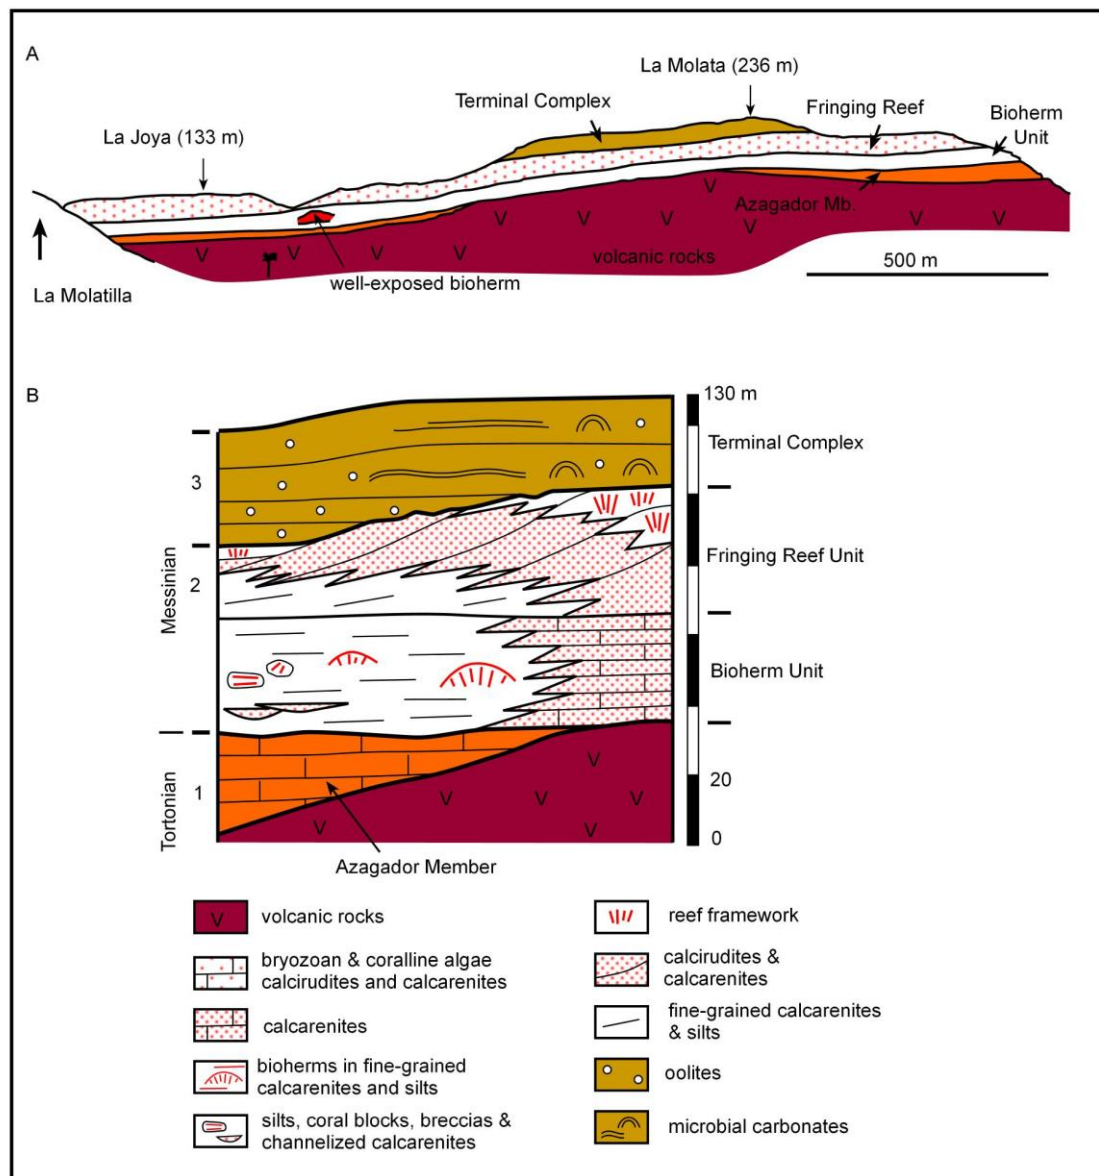 A
La Molata (236 m)
Terminal Complex
Fringing Reef
Bioherm
Unit
La Joya (133 m)
Azagador Mb.
volcanic rocks
500 m
well-exposed bioherm
La Molatilla
B
130 m
Terminal Complex
3
Fringing Reef Unit
Messinian
2
Bioherm Unit
20
Tortonian
1
0
Azagador Member
V volcanic rocks
reef framework
bryozoan & coralline algae
calcirudites and calcarenites
calcirudites &
calcarenites
calcarenites
fine-grained calcarenites
& silts
bioherms in fine-grained
calcarenites and silts
oolites
silts, coral blocks, breccias &
channelized calcarenites
microbial carbonates